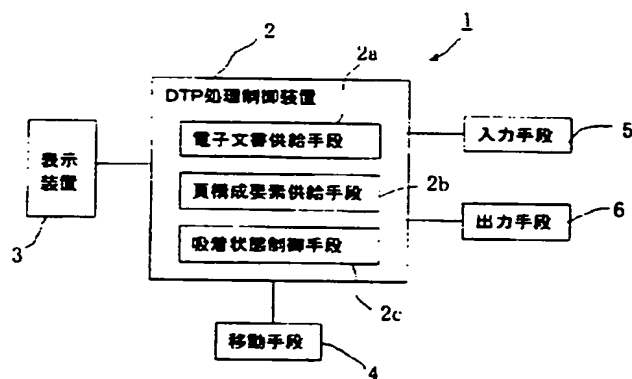 1
2
2a
DTP処理制御装置
電子文書供給手段
入力手段
5
表示
装置
頁構成要素供給手段
2b
出力手段
6
3
吸着状態制御手段
2c
移動手段
4